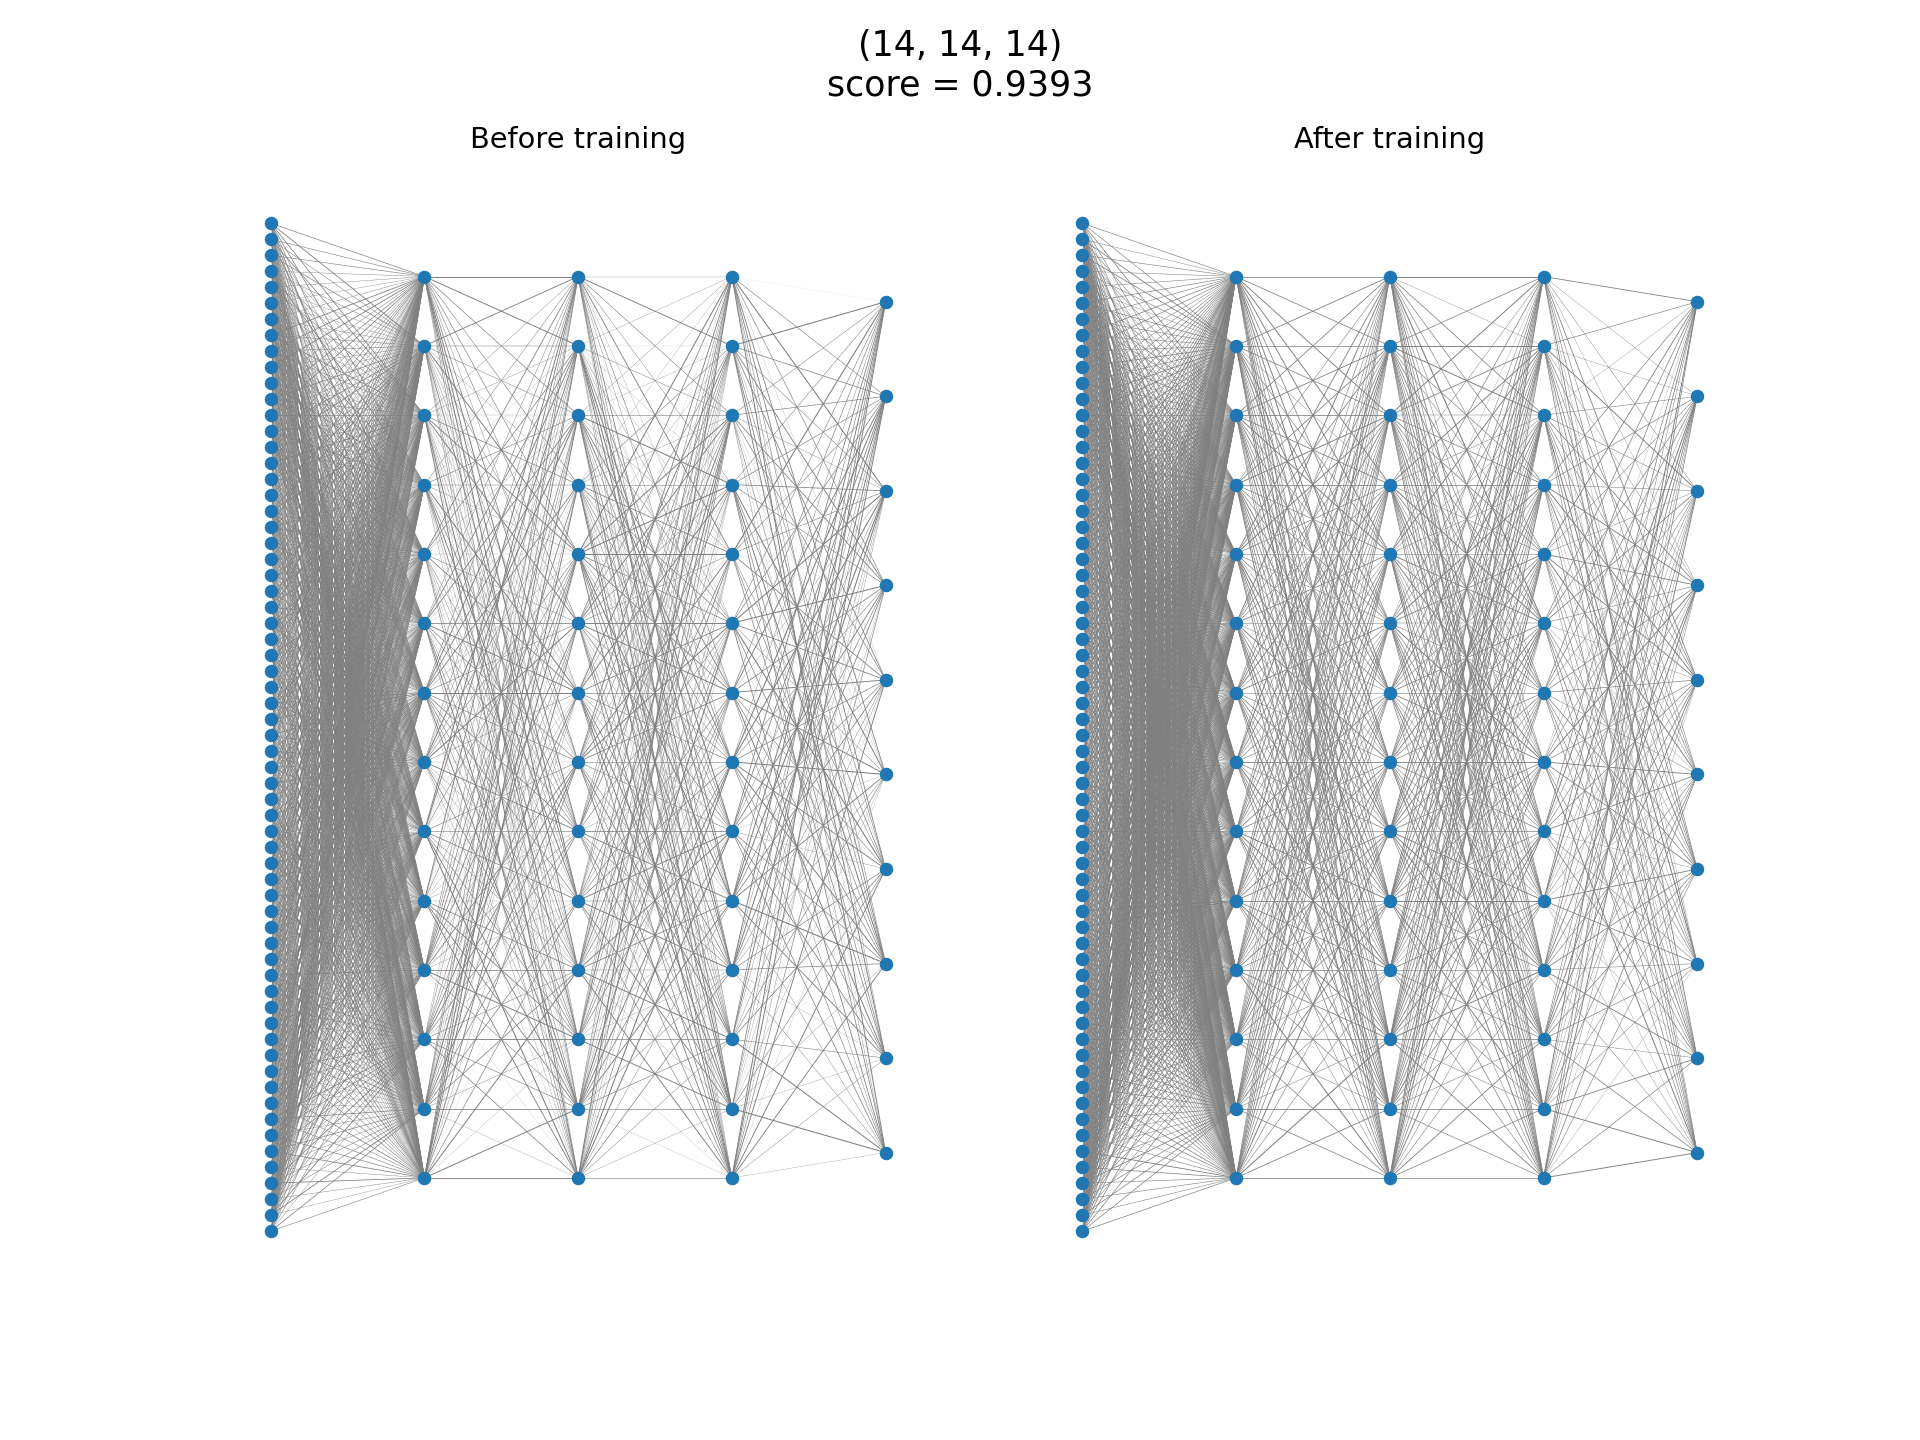 (14, 14, 14)
score = 0.9393
Before training
After training